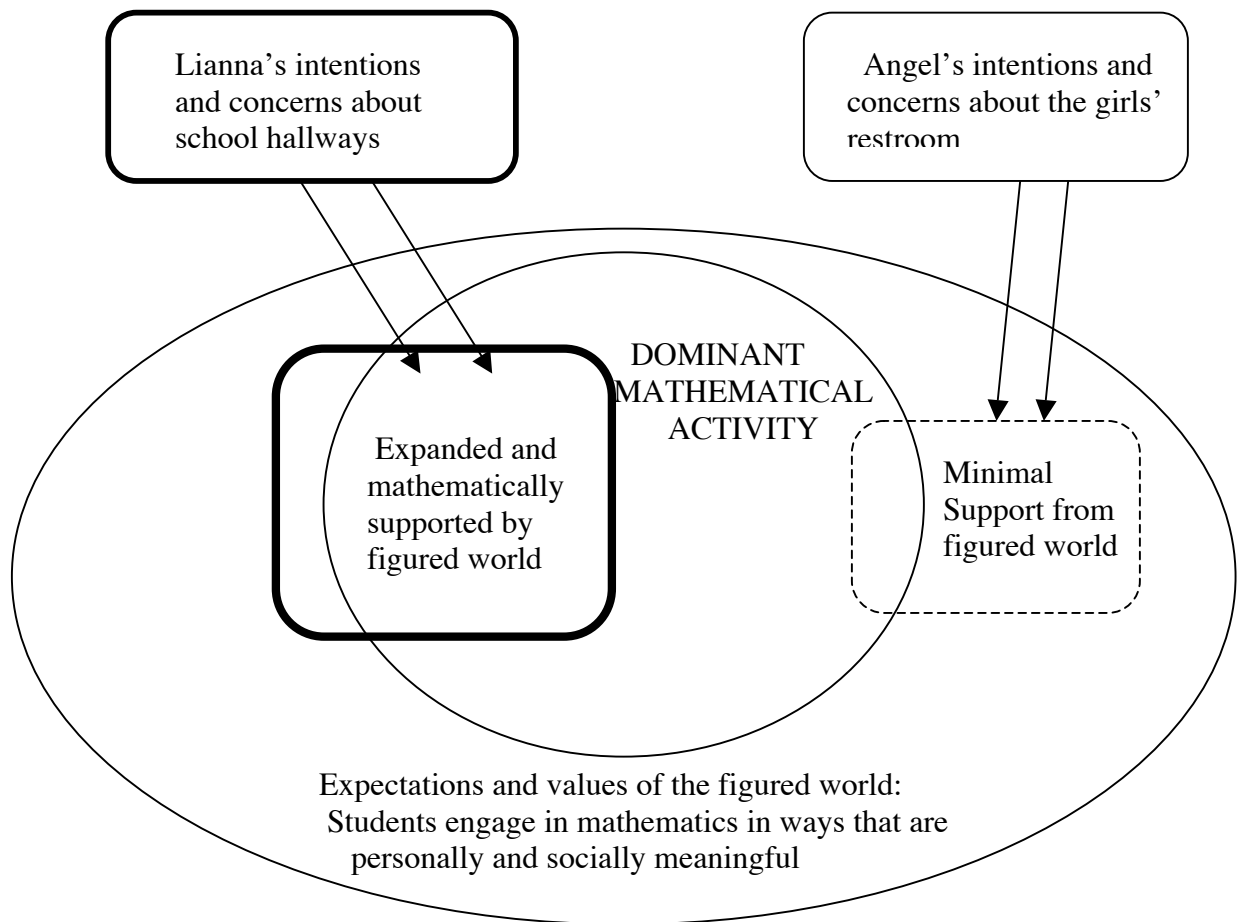 Lianna’s intentions
and concerns about
school hallways
Angel’s intentions and
concerns about the girls’
restroom
DOMINANT
MATHEMATICAL
ACTIVITY
Expanded and
mathematically
supported by
figured world
Minimal
Support from
figured world
Expectations and values of the figured world:
Students engage in mathematics in ways that are
personally and socially meaningful